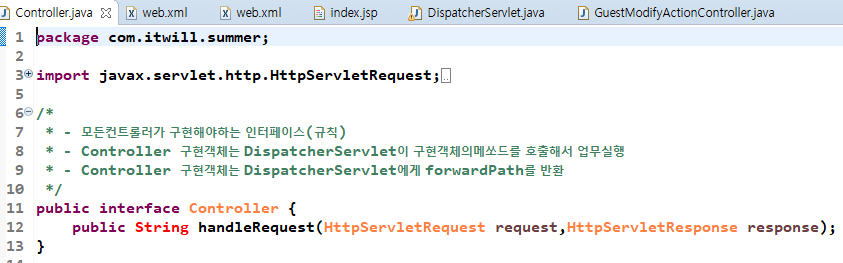 Controller.java web.xml web.xml index.jsp DispatcherServlet.java GuestModifyActionController.java
1 package com.itwill.summer;
2
3 import javax.servlet.http.HttpServletRequest;
5
6 /*
7  * - 모든컨트롤러가 구현해야하는 인터페이스(규칙)
8  * - Controller 구현객체는 DispatcherServlet이 구현객체의메쏘드를 호출해서 업무실행
9  * - Controller 구현객체는 DispatcherServlet에게 forwardPath를 반환
10  */
11 public interface Controller {
12     public String handleRequest(HttpServletRequest request,HttpServletResponse response);
13 }